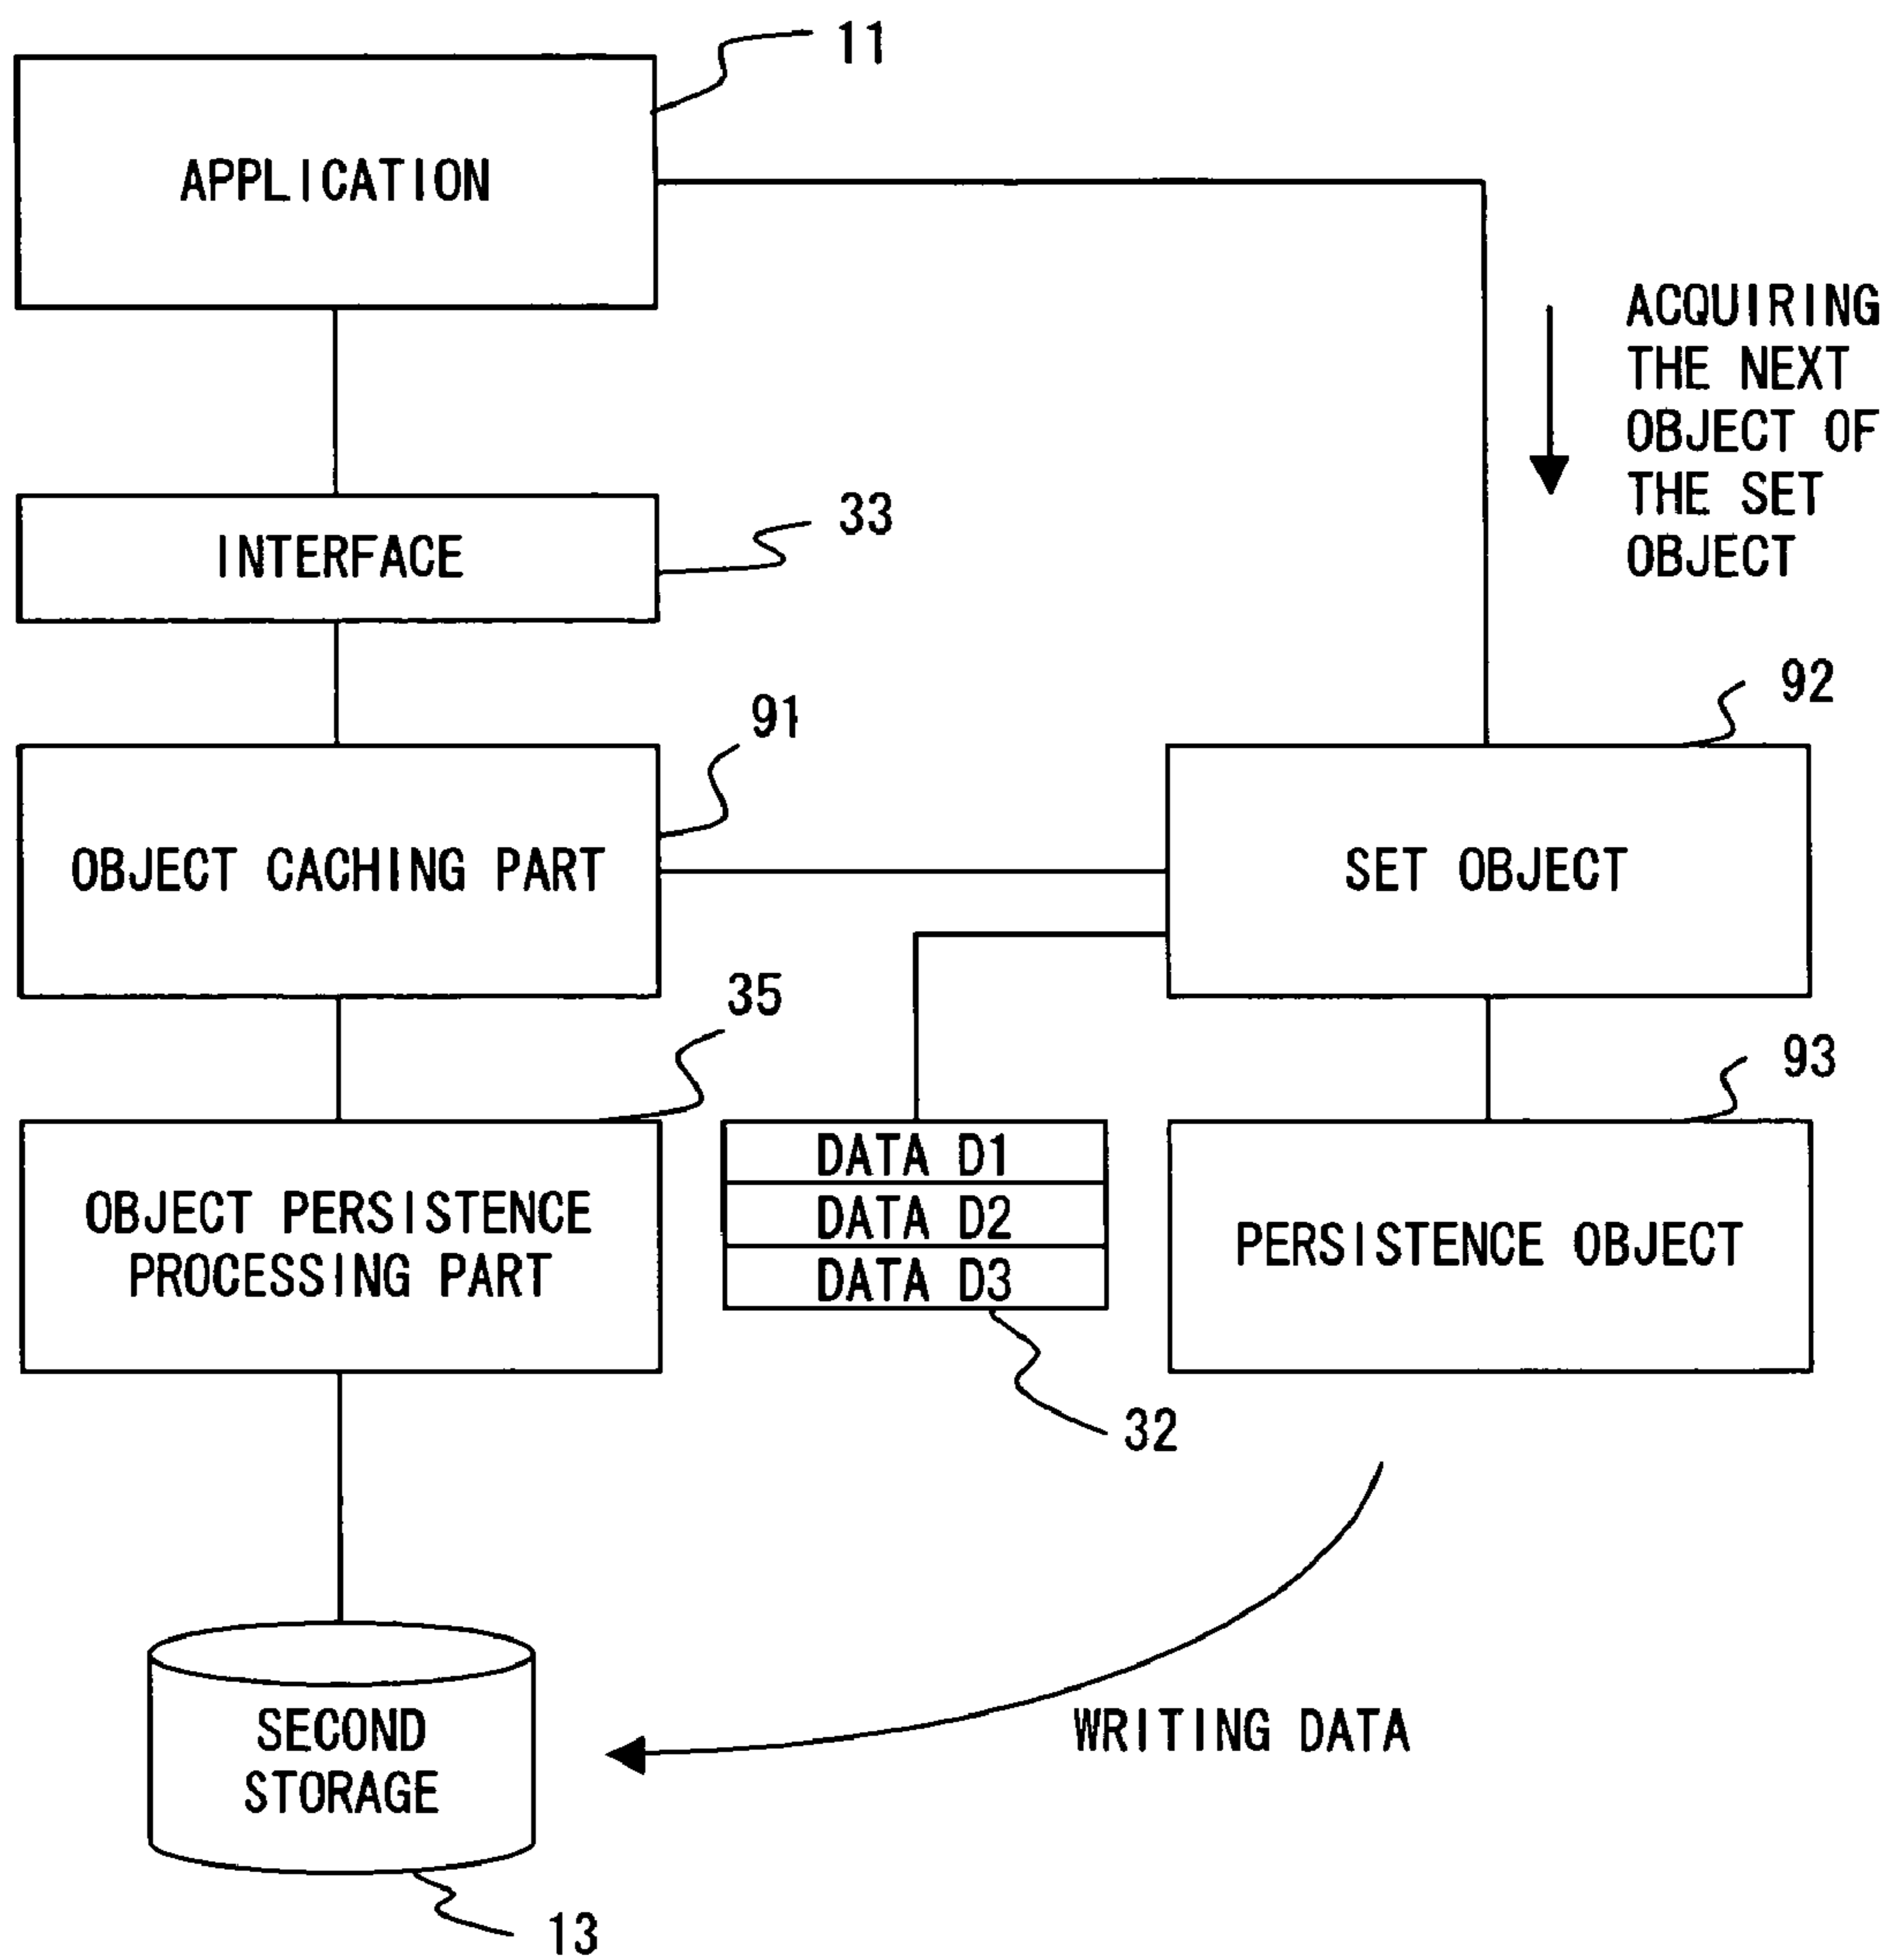 11
APPLICATION
ACQUIRING
THE NEXT
OBJECT OF
THE SET
OBJECT
33
INTERFACE
92
91
OBJECT CACHING PART
SET OBJECT
35
93
DATA D1
DATA D2
DATA D3
OBJECT PERSISTENCE
PROCESSING PART
PERSISTENCE OBJECT
32
WRITING DATA
SECOND
STORAGE
13